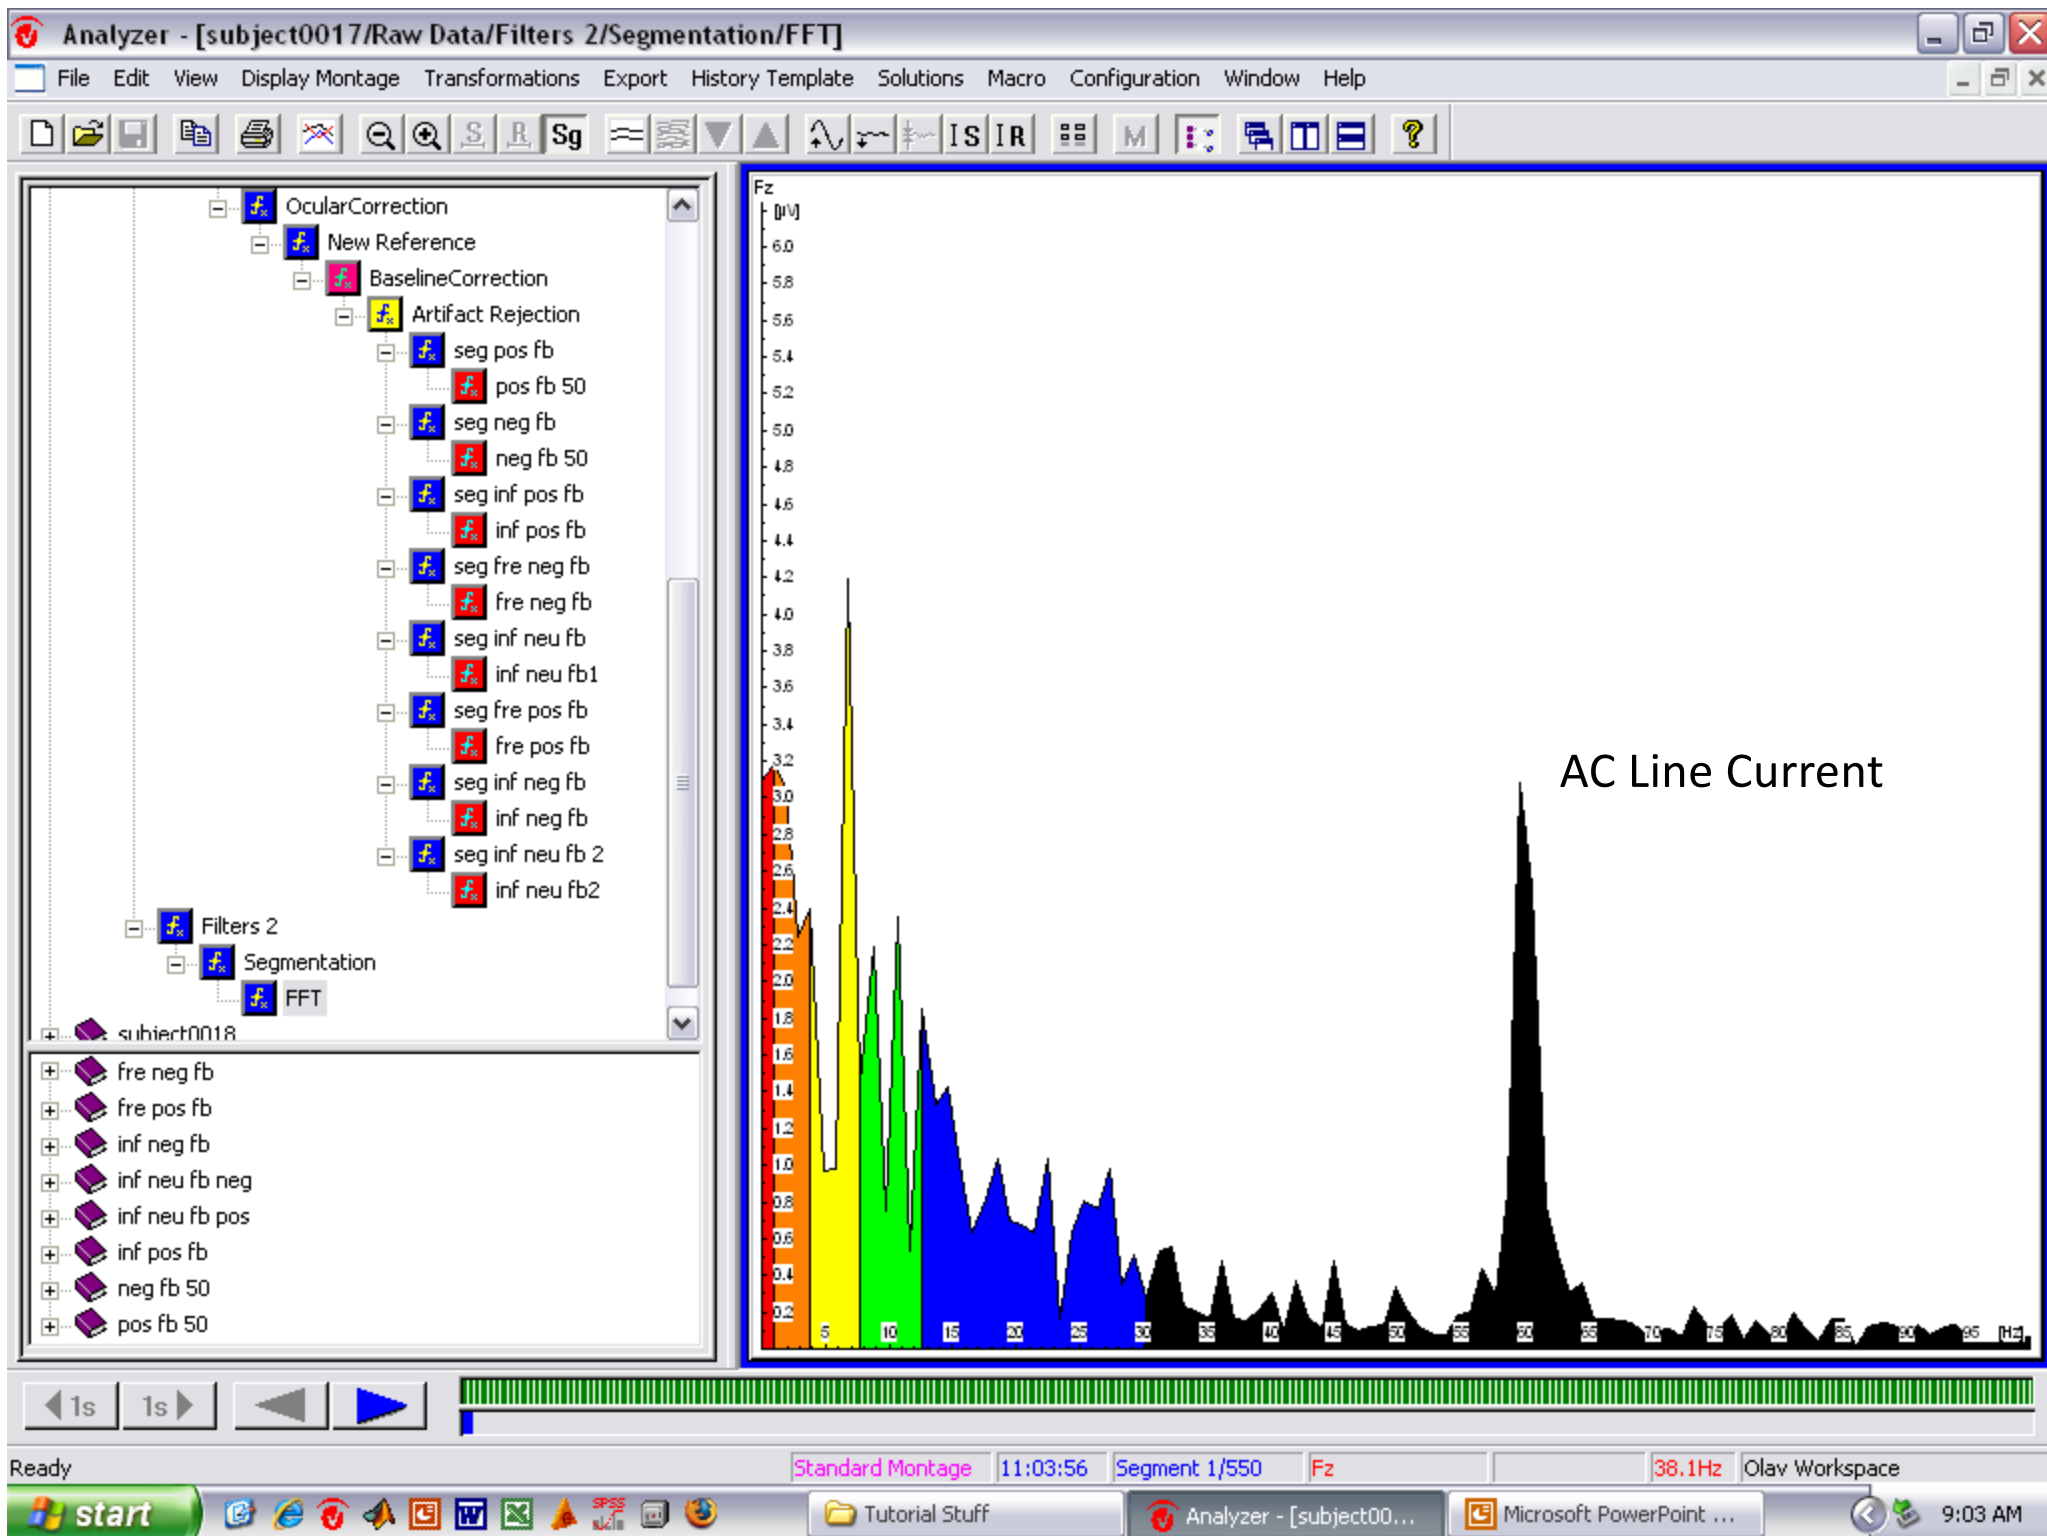 Analyzer - [subject0017/Raw Data/Filters 2/Segmentation/FFT]
File Edit View Display Montage Transformations Export History Template Solutions Macro Configuration Window Help
S R Sg I S I R M ?
OcularCorrection
New Reference
BaselineCorrection
Artifact Rejection
seg pos fb
pos fb 50
seg neg fb
neg fb 50
seg inf pos fb
inf pos fb
seg fre neg fb
fre neg fb
seg inf neu fb
inf neu fb1
seg fre pos fb
fre pos fb
seg inf neg fb
inf neg fb
seg inf neu fb 2
inf neu fb2
Filters 2
Segmentation
FFT
subject0018
fre neg fb
fre pos fb
inf neg fb
inf neu fb neg
inf neu fb pos
inf pos fb
neg fb 50
pos fb 50
Fz
[µV]
6.0
5.8
5.6
5.4
5.2
5.0
4.8
4.6
4.4
4.2
4.0
3.8
3.6
3.4
3.2
3.0
2.8
2.6
2.4
2.2
2.0
1.8
1.6
1.4
1.2
1.0
0.8
0.6
0.4
0.2
5 10 15 20 25 30 35 40 45 50 55 60 65 70 75 80 85 90 95 [Hz]
AC Line Current
1s 1s
Ready Standard Montage 11:03:56 Segment 1/550 Fz 38.1Hz Olav Workspace
start SPSS Tutorial Stuff Analyzer - [subject00... Microsoft PowerPoint ... 9:03 AM